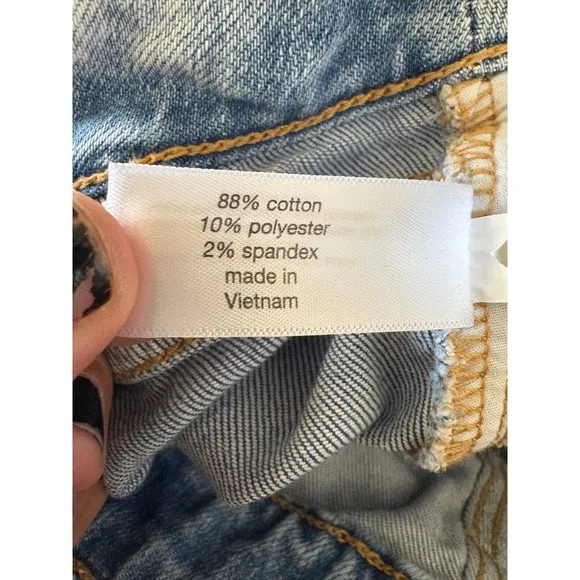 88% cotton
10% polyester
2% spandex
made in
Vietnam